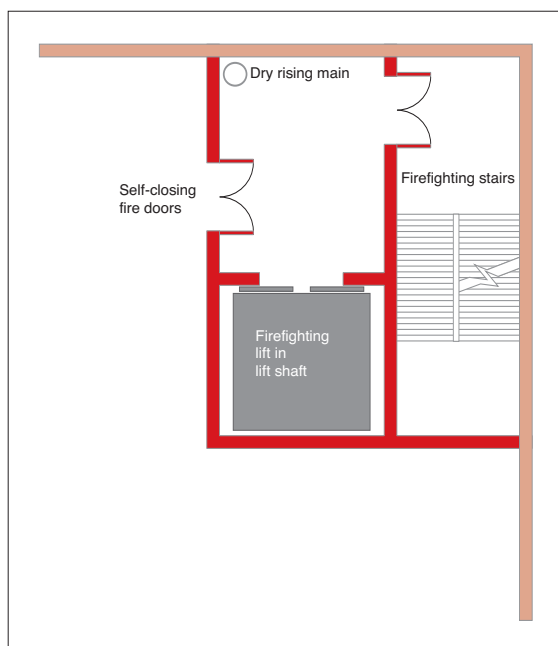 Dry rising main
Firefighting stairs
Self-closing
fire doors
Firefighting
lift in
lift shaft